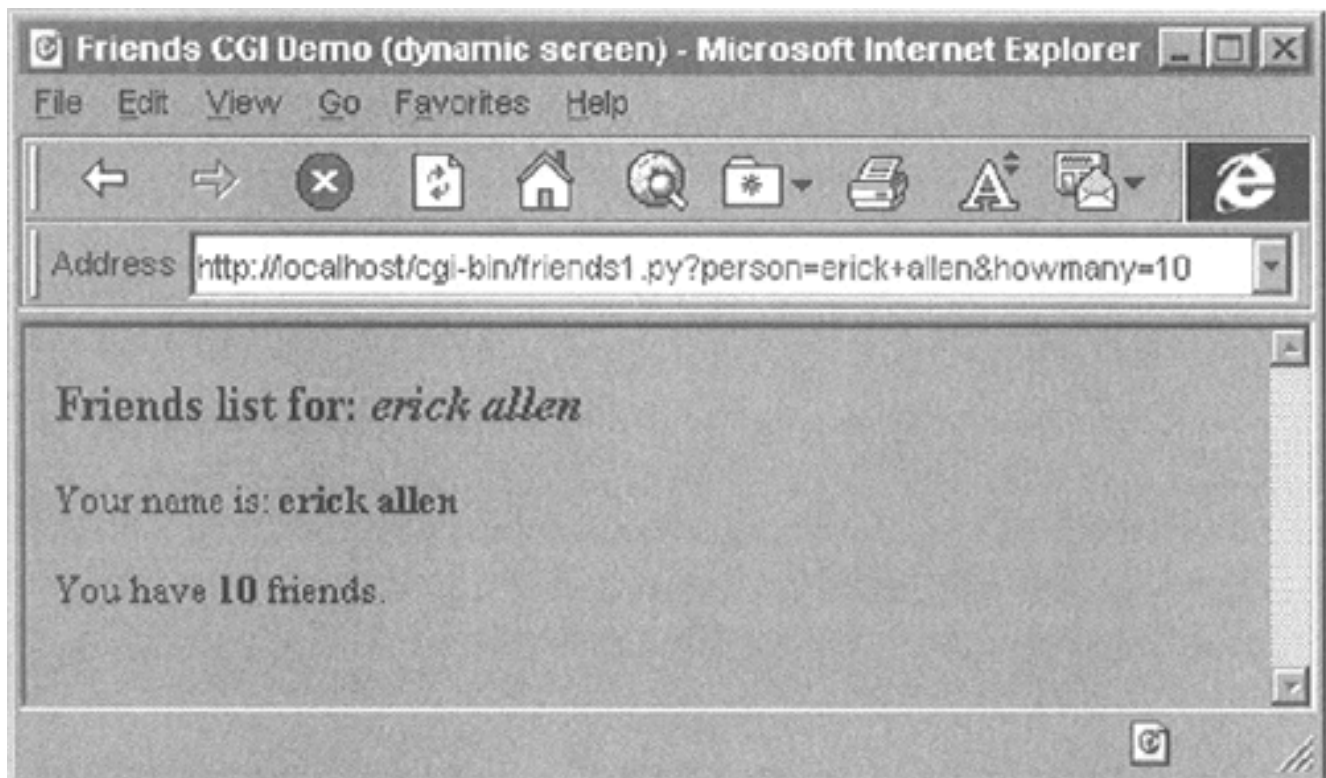 Friends CGI Demo (dynamic screen) - Microsoft Internet Explorer
File Edit View Go Favorites Help
Address http://localhost/cgi-bin/friends1.py?person=erick+allen&howmany=10
Friends list for: erick allen
Your name is: erick allen
You have 10 friends.